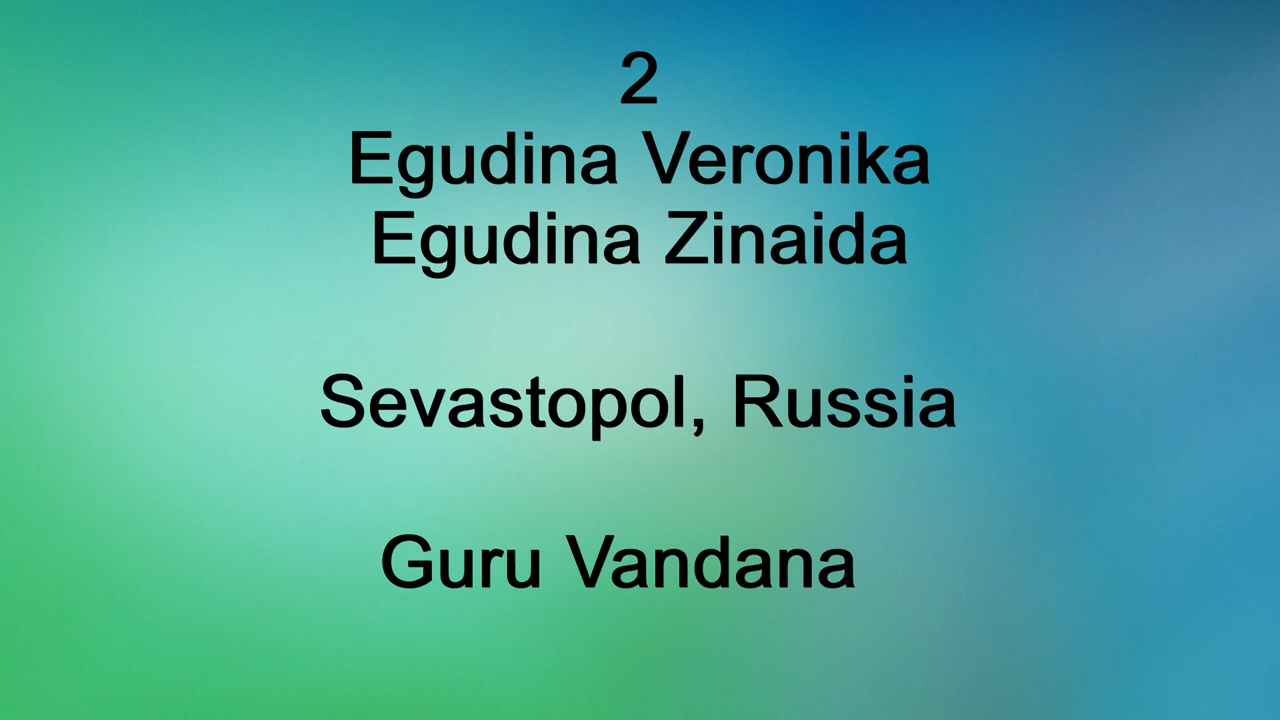 2
Egudina Veronika
Egudina Zinaida
Sevastopol, Russia
Guru Vandana